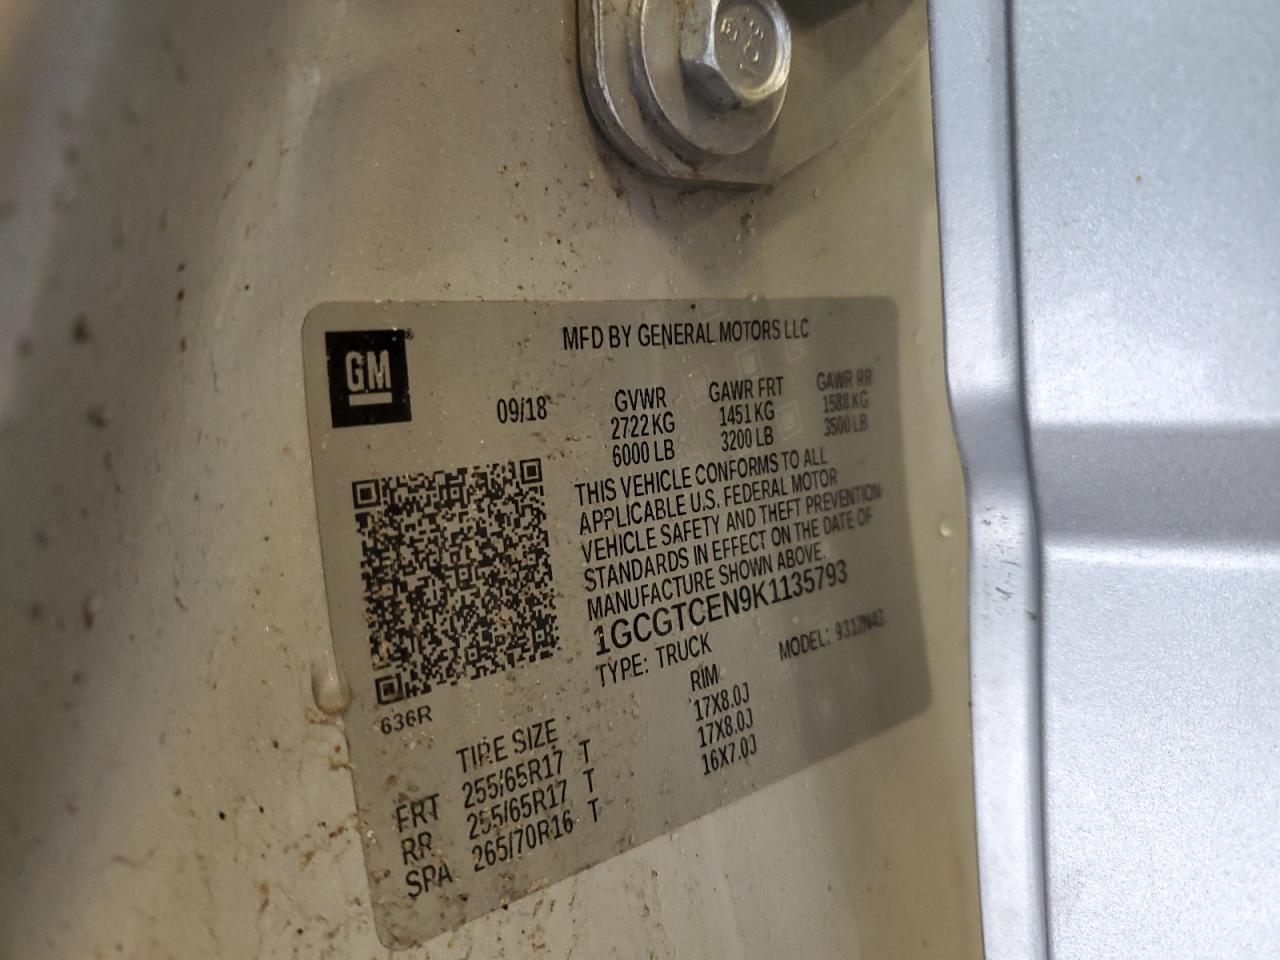 GM
MFD BY GENERAL MOTORS LLC
09/18
GVWR GAWR FRT GAWR RR
2722 KG 1451 KG 1588 KG
6000 LB 3200 LB 3500 LB
THIS VEHICLE CONFORMS TO ALL
APPLICABLE U.S. FEDERAL MOTOR
VEHICLE SAFETY AND THEFT PREVENTION
STANDARDS IN EFFECT ON THE DATE OF
MANUFACTURE SHOWN ABOVE.
1GCGTCEN9K1135793
TYPE: TRUCK MODEL:
636R
TIRE SIZE RIM
FRT 255/65R17 T 17X8.0J
RR 255/65R17 T 17X8.0J
SPA 265/70R16 T 16X7.0J